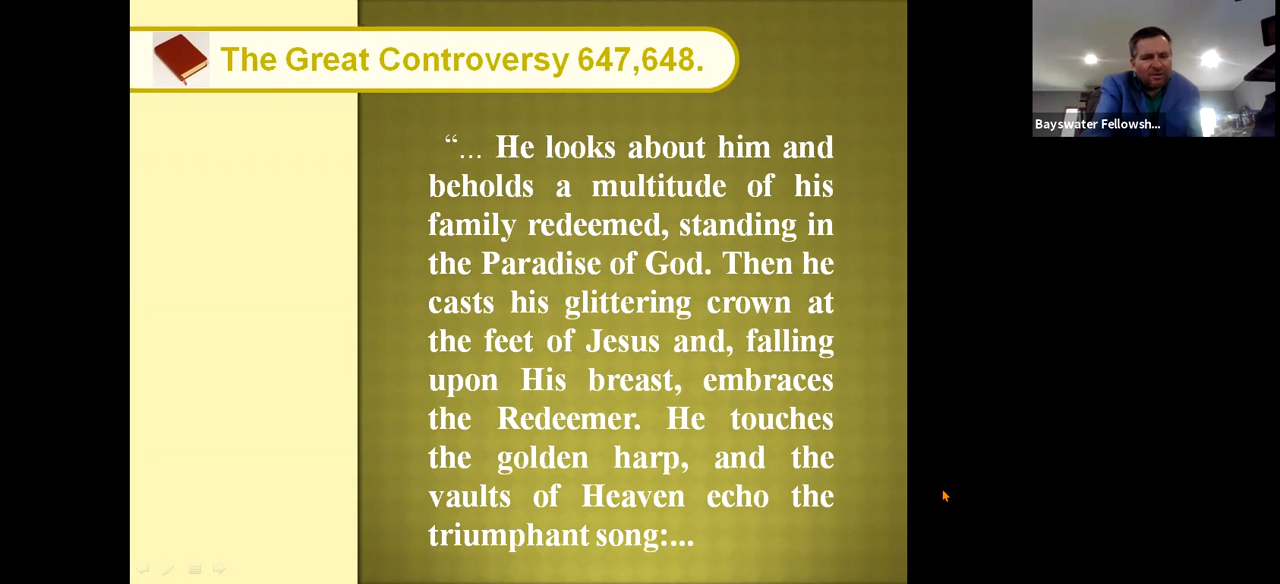 The Great Controversy 647,648.
Bayswater Fellowsh...
“... He looks about him and
beholds a multitude of his
family redeemed, standing in
the Paradise of God. Then he
casts his glittering crown at
the feet of Jesus and, falling
upon His breast, embraces
the Redeemer. He touches
the golden harp, and the
vaults of Heaven echo the
triumphant song:...